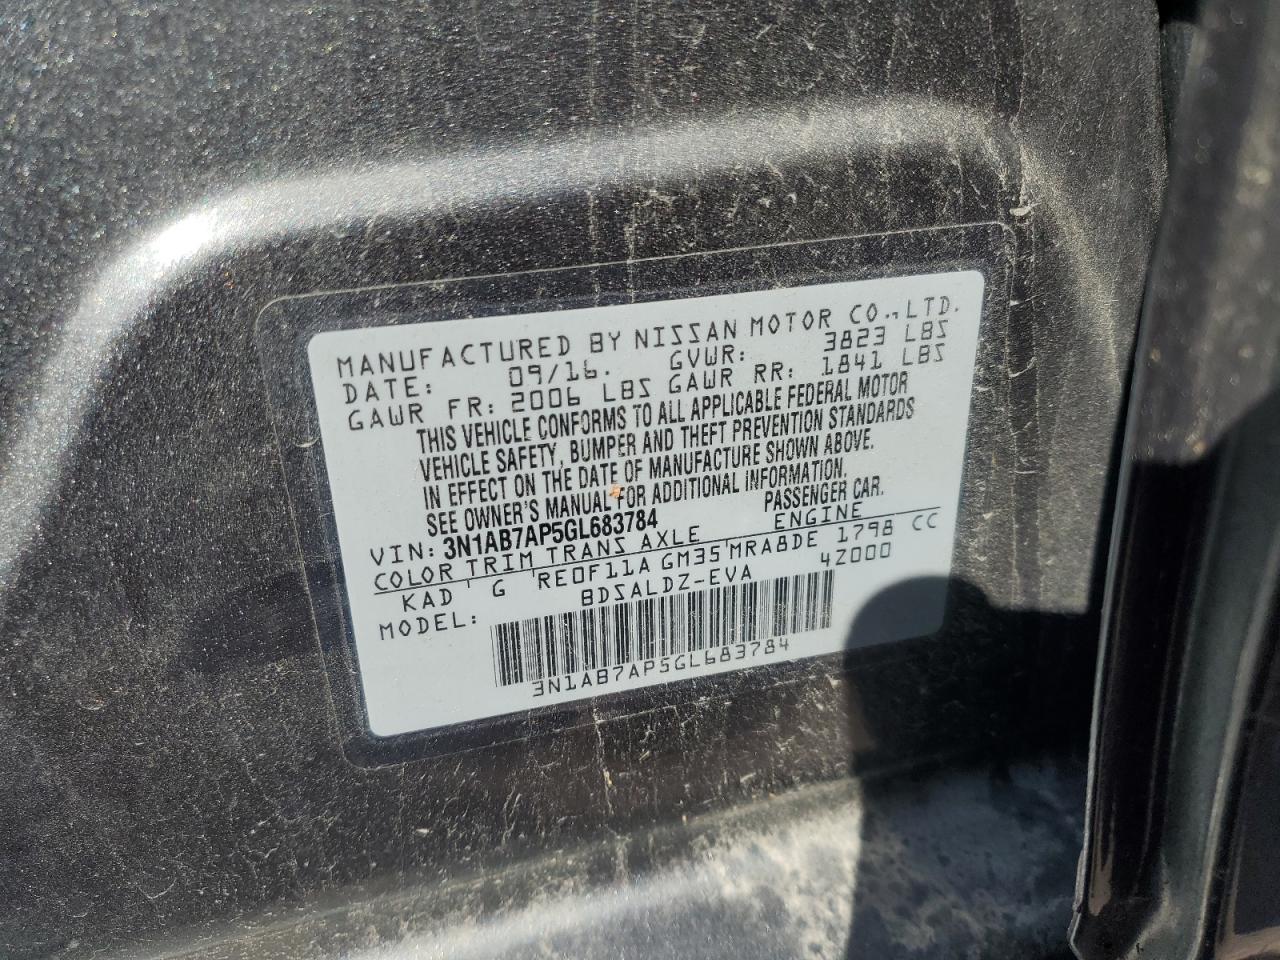 MANUFACTURED BY NISSAN MOTOR CO., LTD.
DATE: 09/16. GVWR: 3823 LBS
GAWR FR: 2006 LBS GAWR RR: 1841 LBS
THIS VEHICLE CONFORMS TO ALL APPLICABLE FEDERAL MOTOR
VEHICLE SAFETY, BUMPER AND THEFT PREVENTION STANDARDS
IN EFFECT ON THE DATE OF MANUFACTURE SHOWN ABOVE.
SEE OWNER'S MANUAL FOR ADDITIONAL INFORMATION.
VIN: 3N1AB7AP5GL683784 PASSENGER CAR.
COLOR TRIM TRANS AXLE ENGINE
KAD G RE0F11A GM35 MRA8DE 1798 CC
MODEL: BDSALDZ-EVA 42000
3N1AB7AP5GL683784